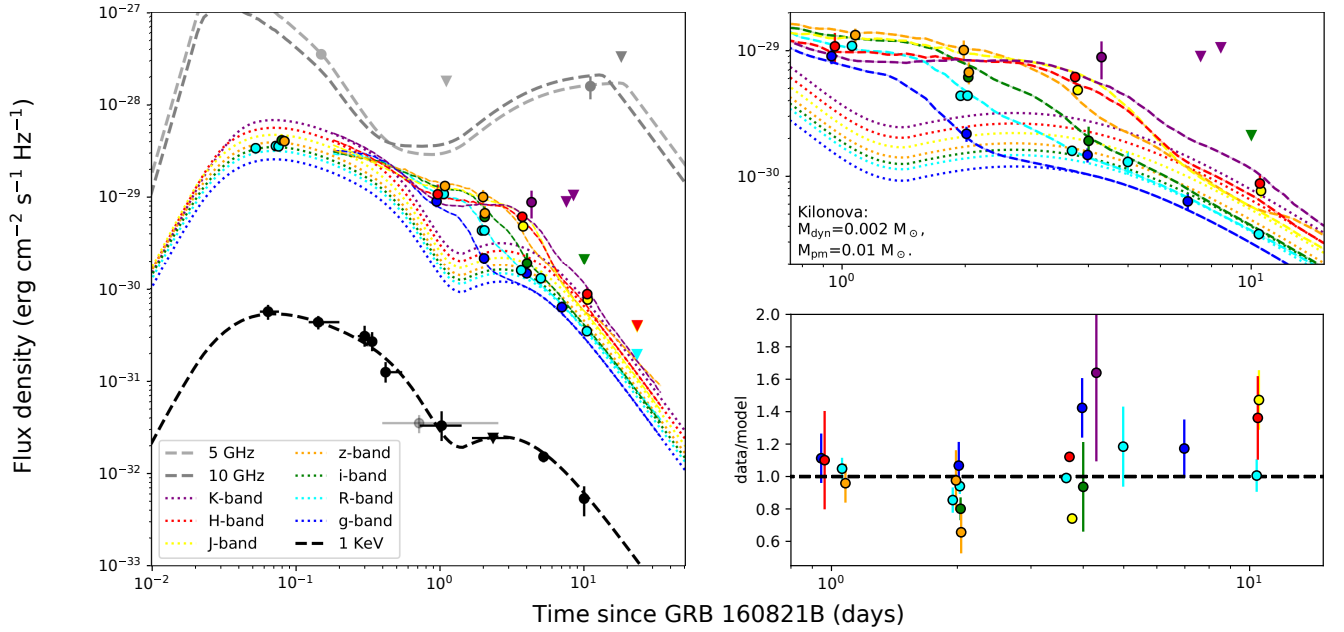 Flux density (erg cm⁻² s⁻¹ Hz⁻¹)
10⁻²⁷
10⁻²⁸
10⁻²⁹
10⁻³⁰
10⁻³¹
10⁻³²
10⁻³³
5 GHz
10 GHz
K-band
H-band
J-band
z-band
i-band
R-band
g-band
1 KeV
10⁻² 10⁻¹ 10⁰ 10¹
10⁻²⁹
10⁻³⁰
Kilonova:
M_dyn=0.002 M_⊙,
M_pm=0.01 M_⊙.
10⁰ 10¹
data/model
2.0
1.8
1.6
1.4
1.2
1.0
0.8
0.6
10⁰ 10¹
Time since GRB 160821B (days)